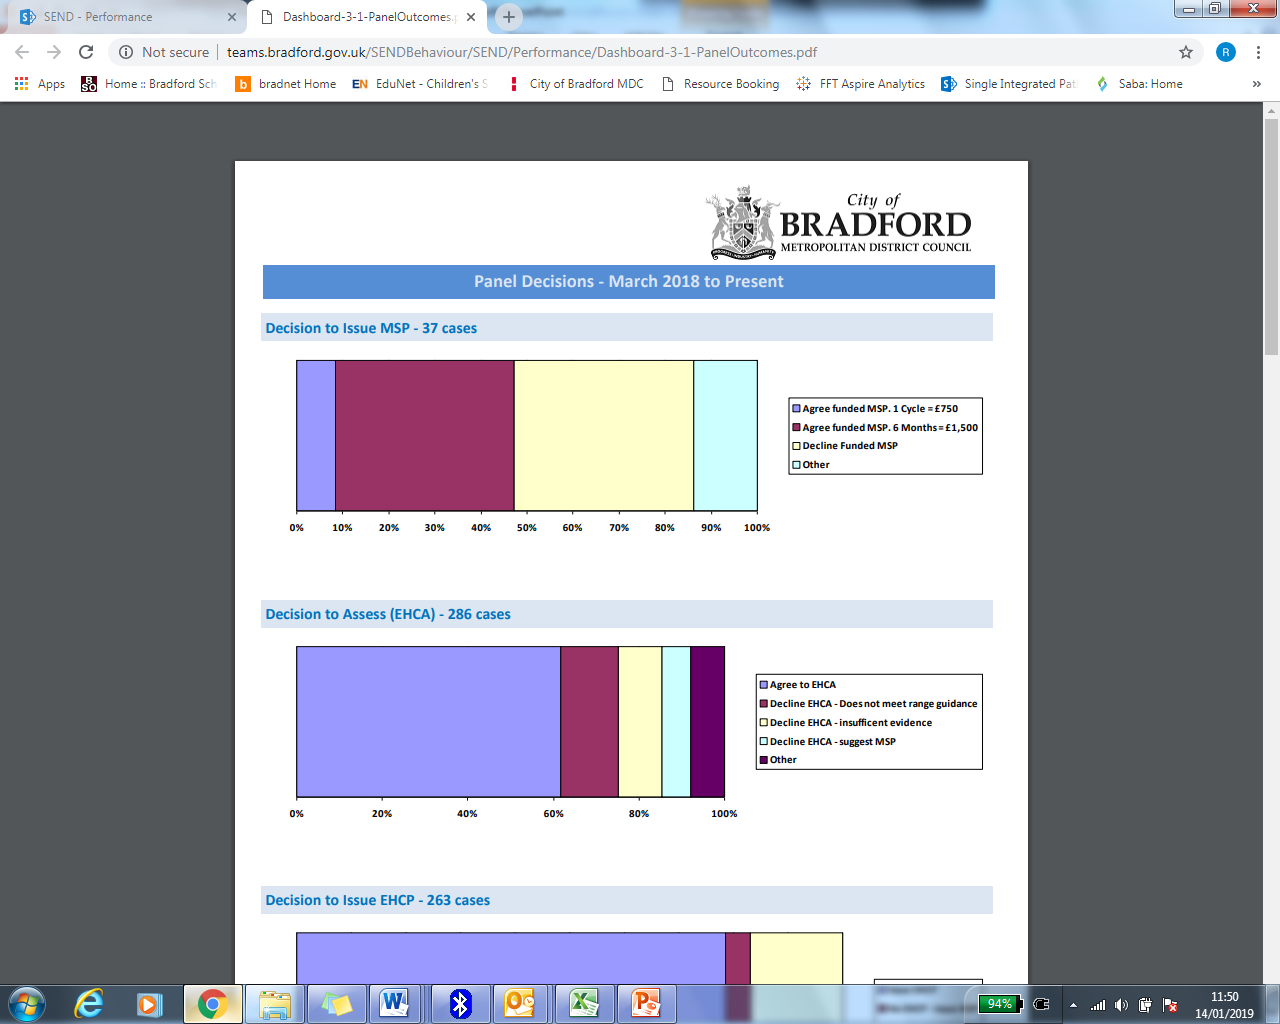 SEND - Performance
Dashboard-3-1-PanelOutcomes.
Not secure
teams.bradford.gov.uk/SENDBehaviour/SEND/Performance/Dashboard-3-1-PanelOutcomes.pdf
R
Apps
Home :: Bradford Sch
bradnet Home
EN EduNet - Children's S
City of Bradford MDC
Resource Booking
FFT Aspire Analytics
Single Integrated Pat
Saba: Home
City of
BRADFORD
METROPOLITAN DISTRICT COUNCIL
Panel Decisions - March 2018 to Present
Decision to Issue MSP - 37 cases
Agree funded MSP. 1 Cycle = £750
Agree funded MSP. 6 Months = £1,500
Decline Funded MSP
Other
0% 10% 20% 30% 40% 50% 60% 70% 80% 90% 100%
Decision to Assess (EHCA) - 286 cases
Agree to EHCA
Decline EHCA - Does not meet range guidance
Decline EHCA - insufficent evidence
Decline EHCA - suggest MSP
Other
0% 20% 40% 60% 80% 100%
Decision to Issue EHCP - 263 cases
94%
11:50
14/01/2019